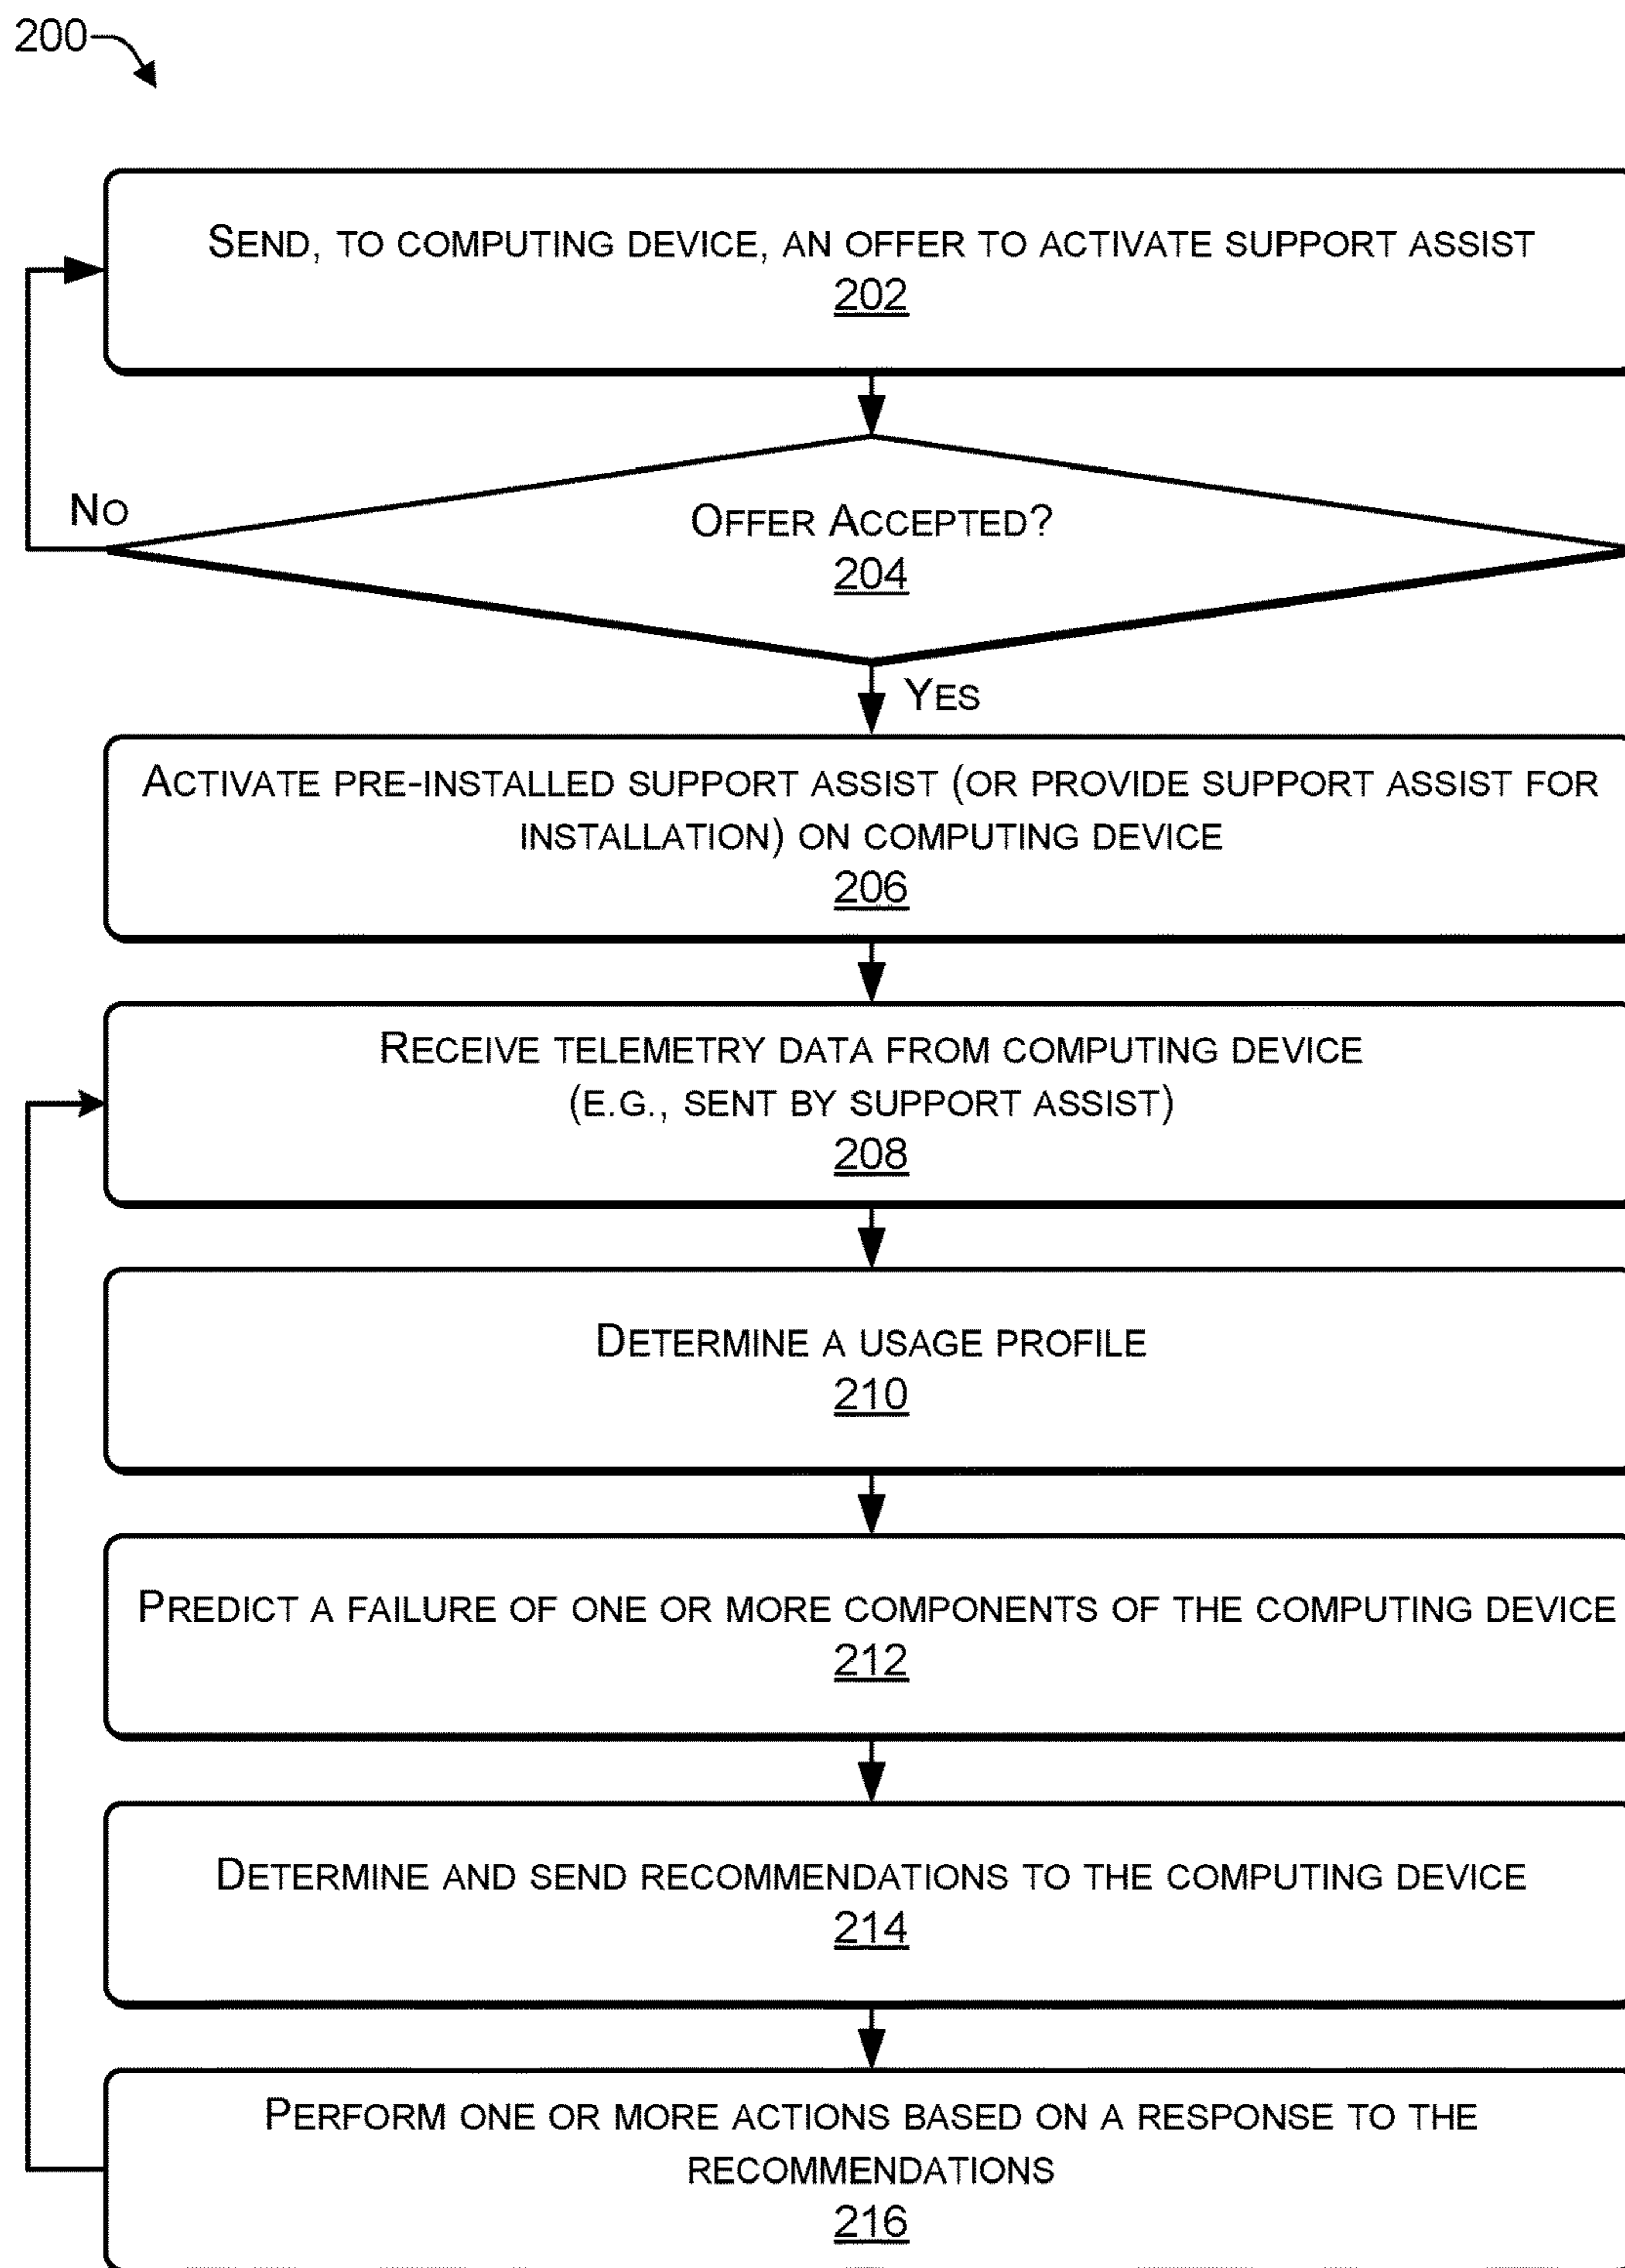 200
SEND, TO COMPUTING DEVICE, AN OFFER TO ACTIVATE SUPPORT ASSIST
202
NO
OFFER ACCEPTED?
204
YES
ACTIVATE PRE-INSTALLED SUPPORT ASSIST (OR PROVIDE SUPPORT ASSIST FOR
INSTALLATION) ON COMPUTING DEVICE
206
RECEIVE TELEMETRY DATA FROM COMPUTING DEVICE
(E.G., SENT BY SUPPORT ASSIST)
208
DETERMINE A USAGE PROFILE
210
PREDICT A FAILURE OF ONE OR MORE COMPONENTS OF THE COMPUTING DEVICE
212
DETERMINE AND SEND RECOMMENDATIONS TO THE COMPUTING DEVICE
214
PERFORM ONE OR MORE ACTIONS BASED ON A RESPONSE TO THE
RECOMMENDATIONS
216